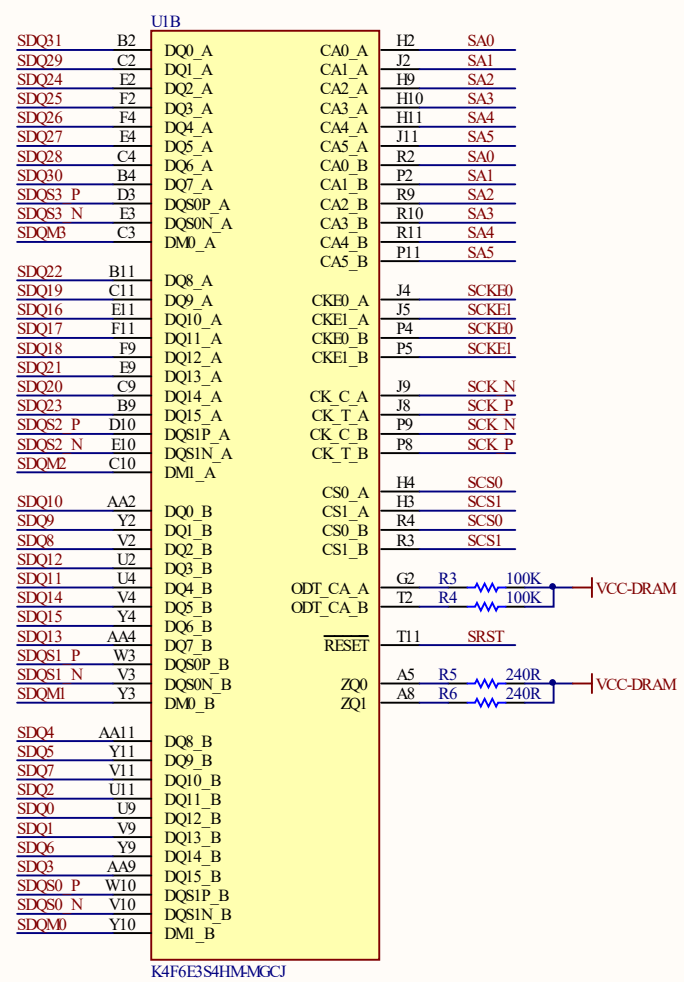 U1B
SDQ31 B2 DQ0_A CA0_A H2 SA0
SDQ29 C2 DQ1_A CA1_A J2 SA1
SDQ24 E2 DQ2_A CA2_A H9 SA2
SDQ25 F2 DQ3_A CA3_A H10 SA3
SDQ26 F4 DQ4_A CA4_A H11 SA4
SDQ27 E4 DQ5_A CA5_A J11 SA5
SDQ28 C4 DQ6_A CA0_B R2 SA0
SDQ30 B4 DQ7_A CA1_B P2 SA1
SDQS3_P D3 DQS0P_A CA2_B R9 SA2
SDQS3_N E3 DQS0N_A CA3_B R10 SA3
SDQM3 C3 DM0_A CA4_B R11 SA4
CA5_B P11 SA5
SDQ22 B11 DQ8_A
SDQ19 C11 DQ9_A CKE0_A J4 SCKE0
SDQ16 E11 DQ10_A CKE1_A J5 SCKE1
SDQ17 F11 DQ11_A CKE0_B P4 SCKE0
SDQ18 F9 DQ12_A CKE1_B P5 SCKE1
SDQ21 E9 DQ13_A
SDQ20 C9 DQ14_A CK_C_A J9 SCK_N
SDQ23 B9 DQ15_A CK_T_A J8 SCK_P
SDQS2_P D10 DQS1P_A CK_C_B P9 SCK_N
SDQS2_N E10 DQS1N_A CK_T_B P8 SCK_P
SDQM2 C10 DM1_A
CS0_A H4 SCS0
SDQ10 AA2 DQ0_B CS1_A H3 SCS1
SDQ9 Y2 DQ1_B CS0_B R4 SCS0
SDQ8 V2 DQ2_B CS1_B R3 SCS1
SDQ12 U2 DQ3_B
SDQ11 U4 DQ4_B ODT_CA_A G2 R3 100K VCC-DRAM
SDQ14 V4 DQ5_B ODT_CA_B T2 R4 100K
SDQ15 Y4 DQ6_B
SDQ13 AA4 DQ7_B RESET T11 SRST
SDQS1_P W3 DQS0P_B
SDQS1_N V3 DQS0N_B ZQ0 A5 R5 240R VCC-DRAM
SDQM1 Y3 DM0_B ZQ1 A8 R6 240R
SDQ4 AA11 DQ8_B
SDQ5 Y11 DQ9_B
SDQ7 V11 DQ10_B
SDQ2 U11 DQ11_B
SDQ0 U9 DQ12_B
SDQ1 V9 DQ13_B
SDQ6 Y9 DQ14_B
SDQ3 AA9 DQ15_B
SDQS0_P W10 DQS1P_B
SDQS0_N V10 DQS1N_B
SDQM0 Y10 DM1_B
K4F6E3S4HM-MGCJ